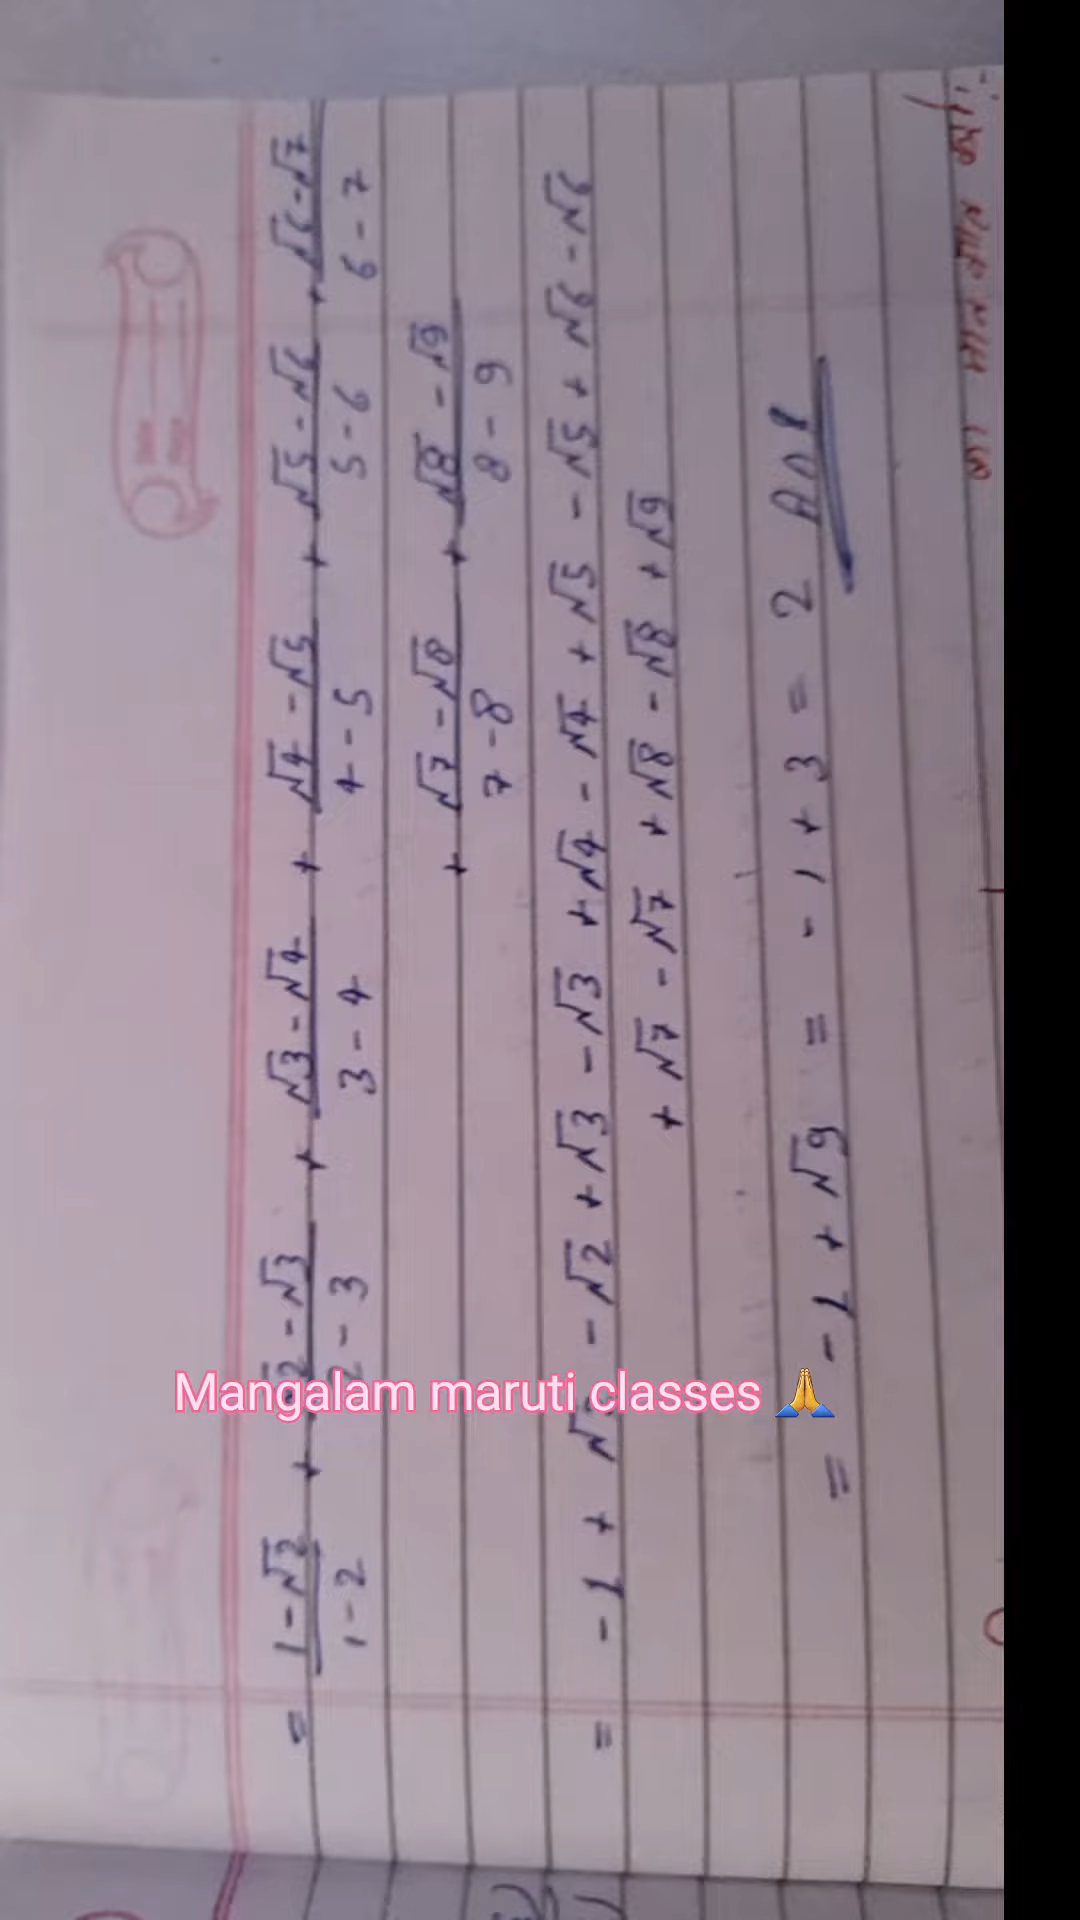 = (1-√2)/(1-2) + (√2-√3)/(2-3) + (√3-√4)/(3-4) + (√4-√5)/(4-5) + (√5-√6)/(5-6) + (√6-√7)/(6-7)
+ (√7-√8)/(7-8) + (√8-√9)/(8-9)
= -1 + √2 - √2 + √3 - √3 + √4 - √4 + √5 - √5 + √6 - √6
+ √7 - √7 + √8 - √8 + √9
= -1 + √9 = -1 + 3 = 2 Ans
का मान ज्ञात करो
Mangalam maruti classes 🙏